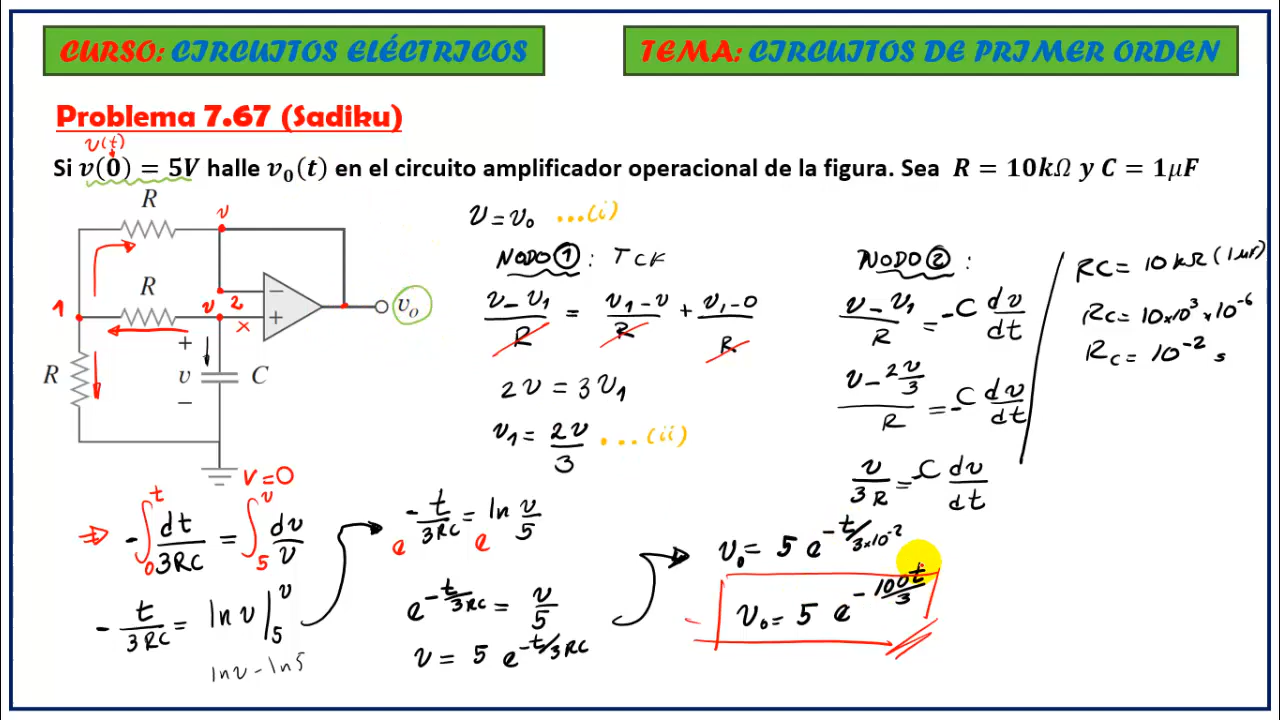 CURSO: CIRCUITOS ELÉCTRICOS
TEMA: CIRCUITOS DE PRIMER ORDEN
Problema 7.67 (Sadiku)
v(t)
Si v(0) = 5V halle v₀(t) en el circuito amplificador operacional de la figura. Sea R = 10kΩ y C = 1μF
R
v
R
1
v 2
−
+
x
v₀
R
+
v
−
C
V=0
v = v₀ ...(i)
NODO ① : TCK
(v − v₁)/R = (v₁ − v)/R + (v₁ − 0)/R
2v = 3v₁
v₁ = 2v/3 ...(ii)
NODO ② :
(v − v₁)/R = −C dv/dt
(v − 2v/3)/R = −C dv/dt
v/3R = −C dv/dt
RC = 10kΩ (1μF)
RC = 10×10³×10⁻⁶
RC = 10⁻² s
⇒ −∫₀ᵗ dt/3RC = ∫₅ᵛ dv/v
−t/3RC = ln v |₅ᵛ
ln v − ln 5
−t/3RC = ln v/5
e e
e^(−t/3RC) = v/5
v = 5 e^(−t/3RC)
v₀ = 5 e^(−t/3×10⁻²)
v₀ = 5 e^(−100t/3)